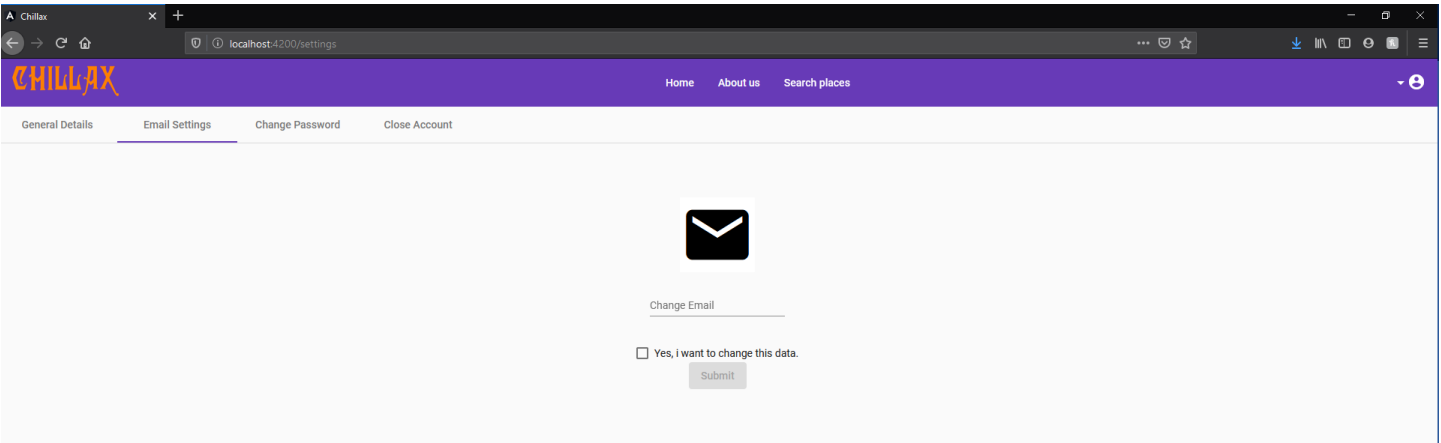 Chillax
localhost:4200/settings
CHILLAX
Home About us Search places
General Details Email Settings Change Password Close Account
Change Email
Yes, i want to change this data.
Submit